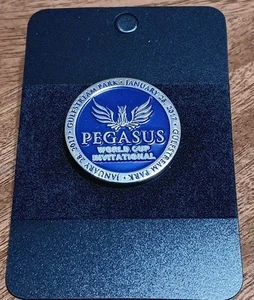 GULFSTREAM PARK • JANUARY 28, 2017 • GULFSTREAM PARK • JANUARY 28, 2017 •
PEGASUS
WORLD CUP
INVITATIONAL